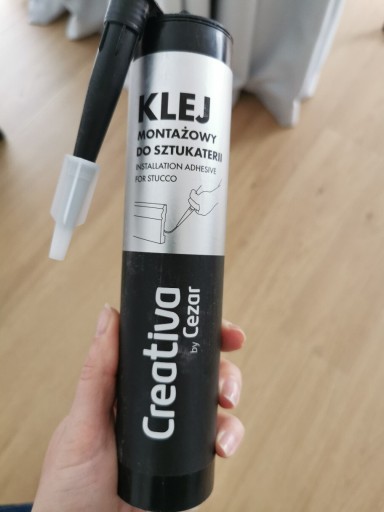 KLEJ
MONTAŻOWY
DO SZTUKATERII
INSTALLATION ADHESIVE
FOR STUCCO
Creativa
by Cezar